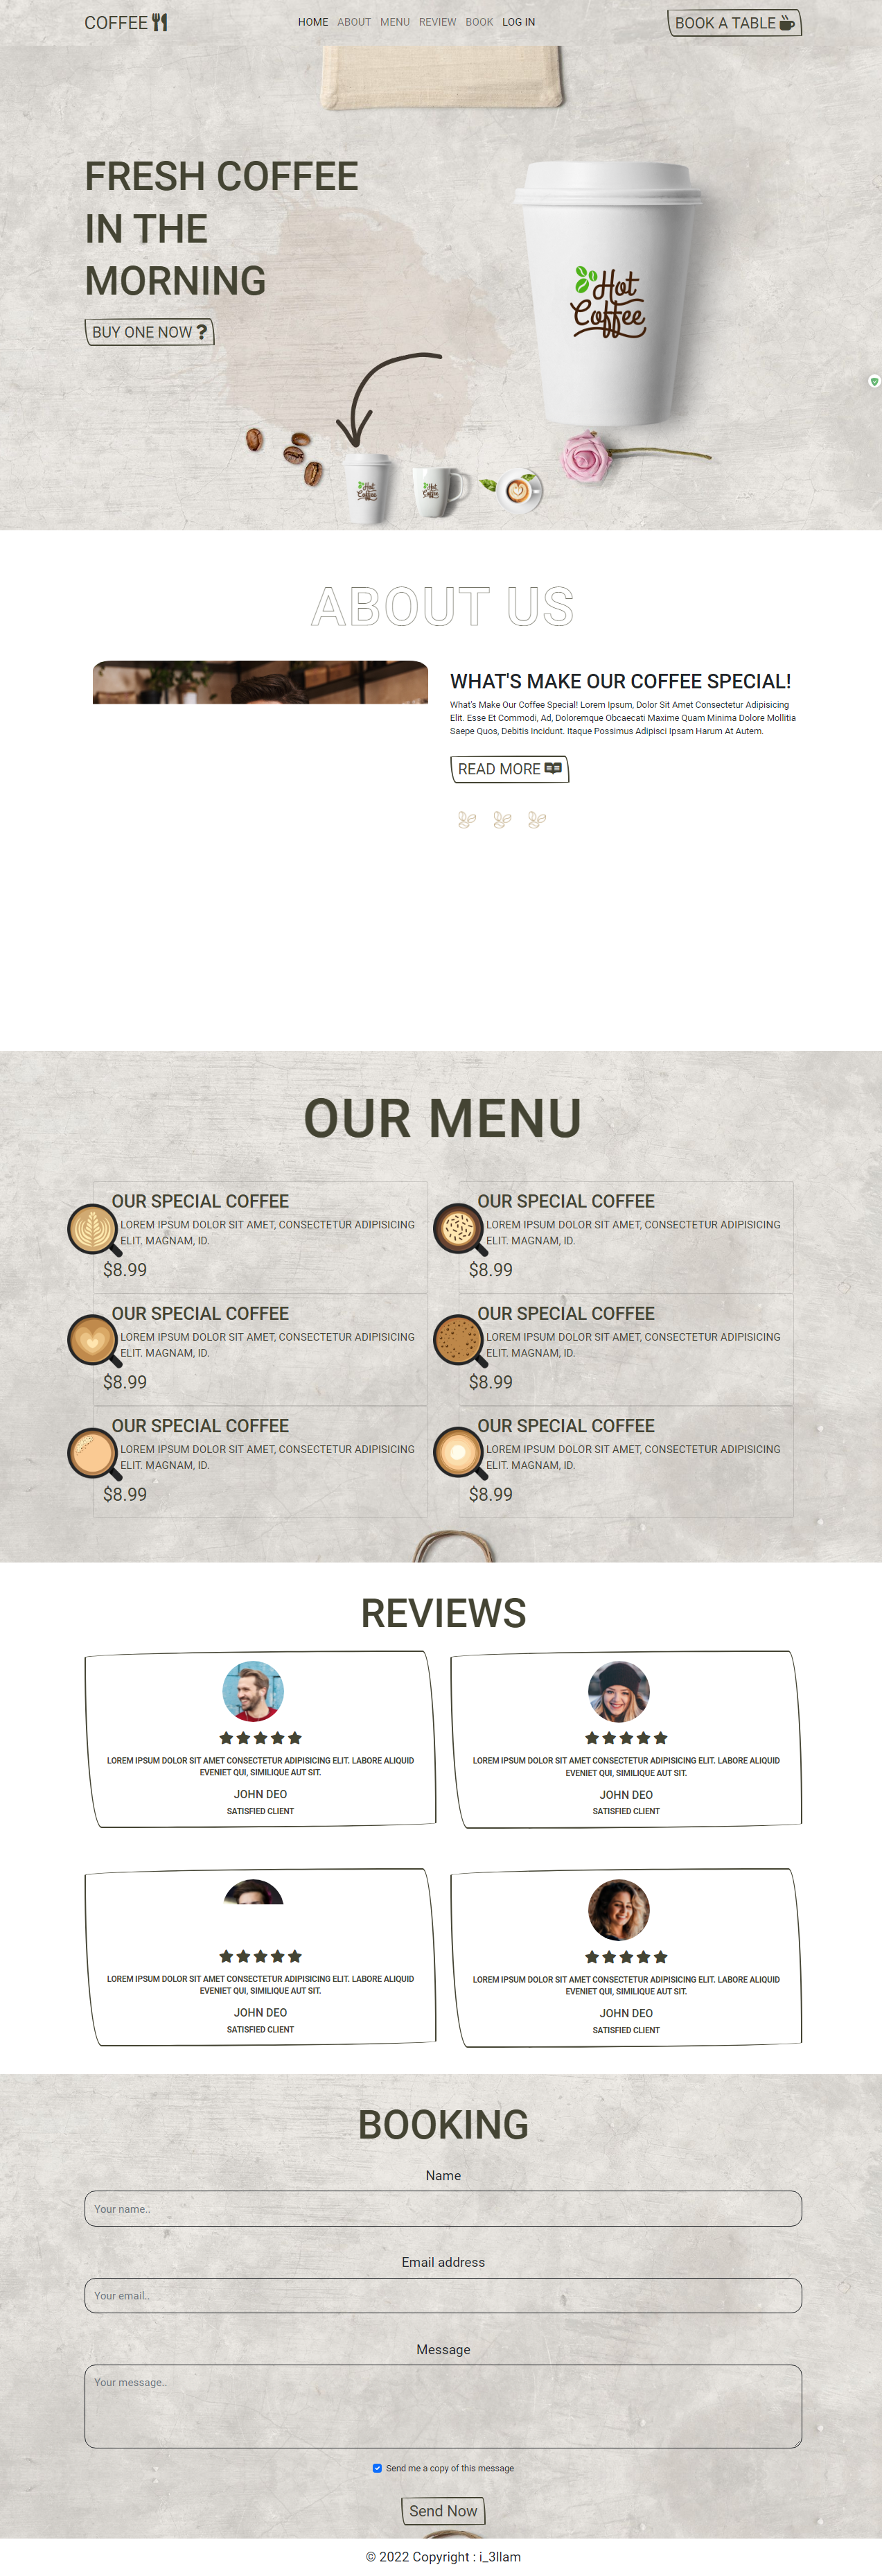 COFFEE
HOME ABOUT MENU REVIEW BOOK LOG IN
BOOK A TABLE
FRESH COFFEE
IN THE
MORNING
BUY ONE NOW ?
Hot
Coffee
Hot
Coffee
Hot
Coffee
ABOUT US
WHAT'S MAKE OUR COFFEE SPECIAL!
What's Make Our Coffee Special! Lorem Ipsum, Dolor Sit Amet Consectetur Adipisicing
Elit. Esse Et Commodi, Ad, Doloremque Obcaecati Maxime Quam Minima Dolore Mollitia
Saepe Quos, Debitis Incidunt. Itaque Possimus Adipisci Ipsam Harum At Autem.
READ MORE
OUR MENU
OUR SPECIAL COFFEE
LOREM IPSUM DOLOR SIT AMET, CONSECTETUR ADIPISICING
ELIT. MAGNAM, ID.
$8.99
OUR SPECIAL COFFEE
LOREM IPSUM DOLOR SIT AMET, CONSECTETUR ADIPISICING
ELIT. MAGNAM, ID.
$8.99
OUR SPECIAL COFFEE
LOREM IPSUM DOLOR SIT AMET, CONSECTETUR ADIPISICING
ELIT. MAGNAM, ID.
$8.99
OUR SPECIAL COFFEE
LOREM IPSUM DOLOR SIT AMET, CONSECTETUR ADIPISICING
ELIT. MAGNAM, ID.
$8.99
OUR SPECIAL COFFEE
LOREM IPSUM DOLOR SIT AMET, CONSECTETUR ADIPISICING
ELIT. MAGNAM, ID.
$8.99
OUR SPECIAL COFFEE
LOREM IPSUM DOLOR SIT AMET, CONSECTETUR ADIPISICING
ELIT. MAGNAM, ID.
$8.99
REVIEWS
LOREM IPSUM DOLOR SIT AMET CONSECTETUR ADIPISICING ELIT. LABORE ALIQUID
EVENIET QUI, SIMILIQUE AUT SIT.
JOHN DEO
SATISFIED CLIENT
LOREM IPSUM DOLOR SIT AMET CONSECTETUR ADIPISICING ELIT. LABORE ALIQUID
EVENIET QUI, SIMILIQUE AUT SIT.
JOHN DEO
SATISFIED CLIENT
LOREM IPSUM DOLOR SIT AMET CONSECTETUR ADIPISICING ELIT. LABORE ALIQUID
EVENIET QUI, SIMILIQUE AUT SIT.
JOHN DEO
SATISFIED CLIENT
LOREM IPSUM DOLOR SIT AMET CONSECTETUR ADIPISICING ELIT. LABORE ALIQUID
EVENIET QUI, SIMILIQUE AUT SIT.
JOHN DEO
SATISFIED CLIENT
BOOKING
Name
Your name..
Email address
Your email..
Message
Your message..
Send me a copy of this message
Send Now
© 2022 Copyright : i_3llam